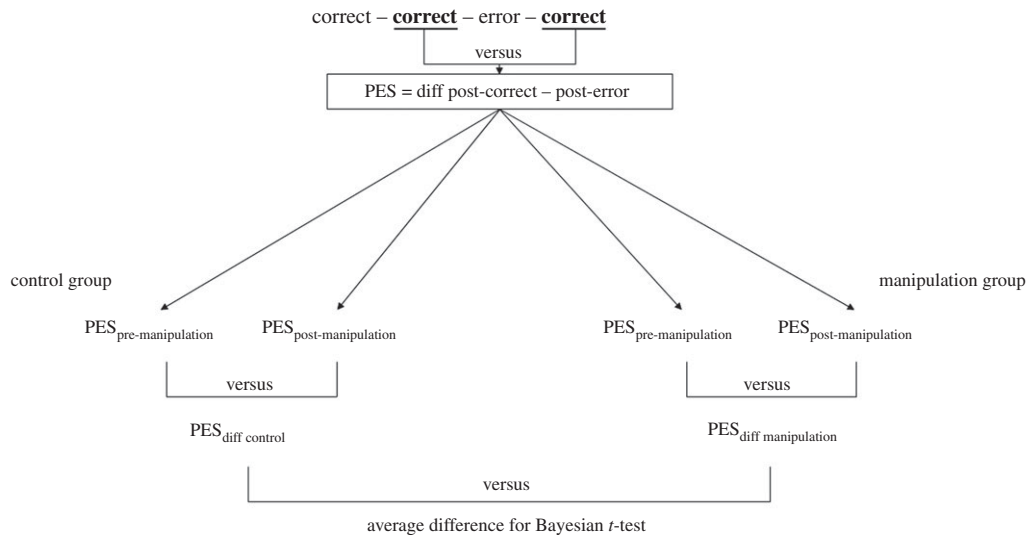 correct – correct – error – correct
versus
PES = diff post-correct – post-error
control group
manipulation group
PESpre-manipulation PESpost-manipulation PESpre-manipulation PESpost-manipulation
versus versus
PESdiff control PESdiff manipulation
versus
average difference for Bayesian t-test